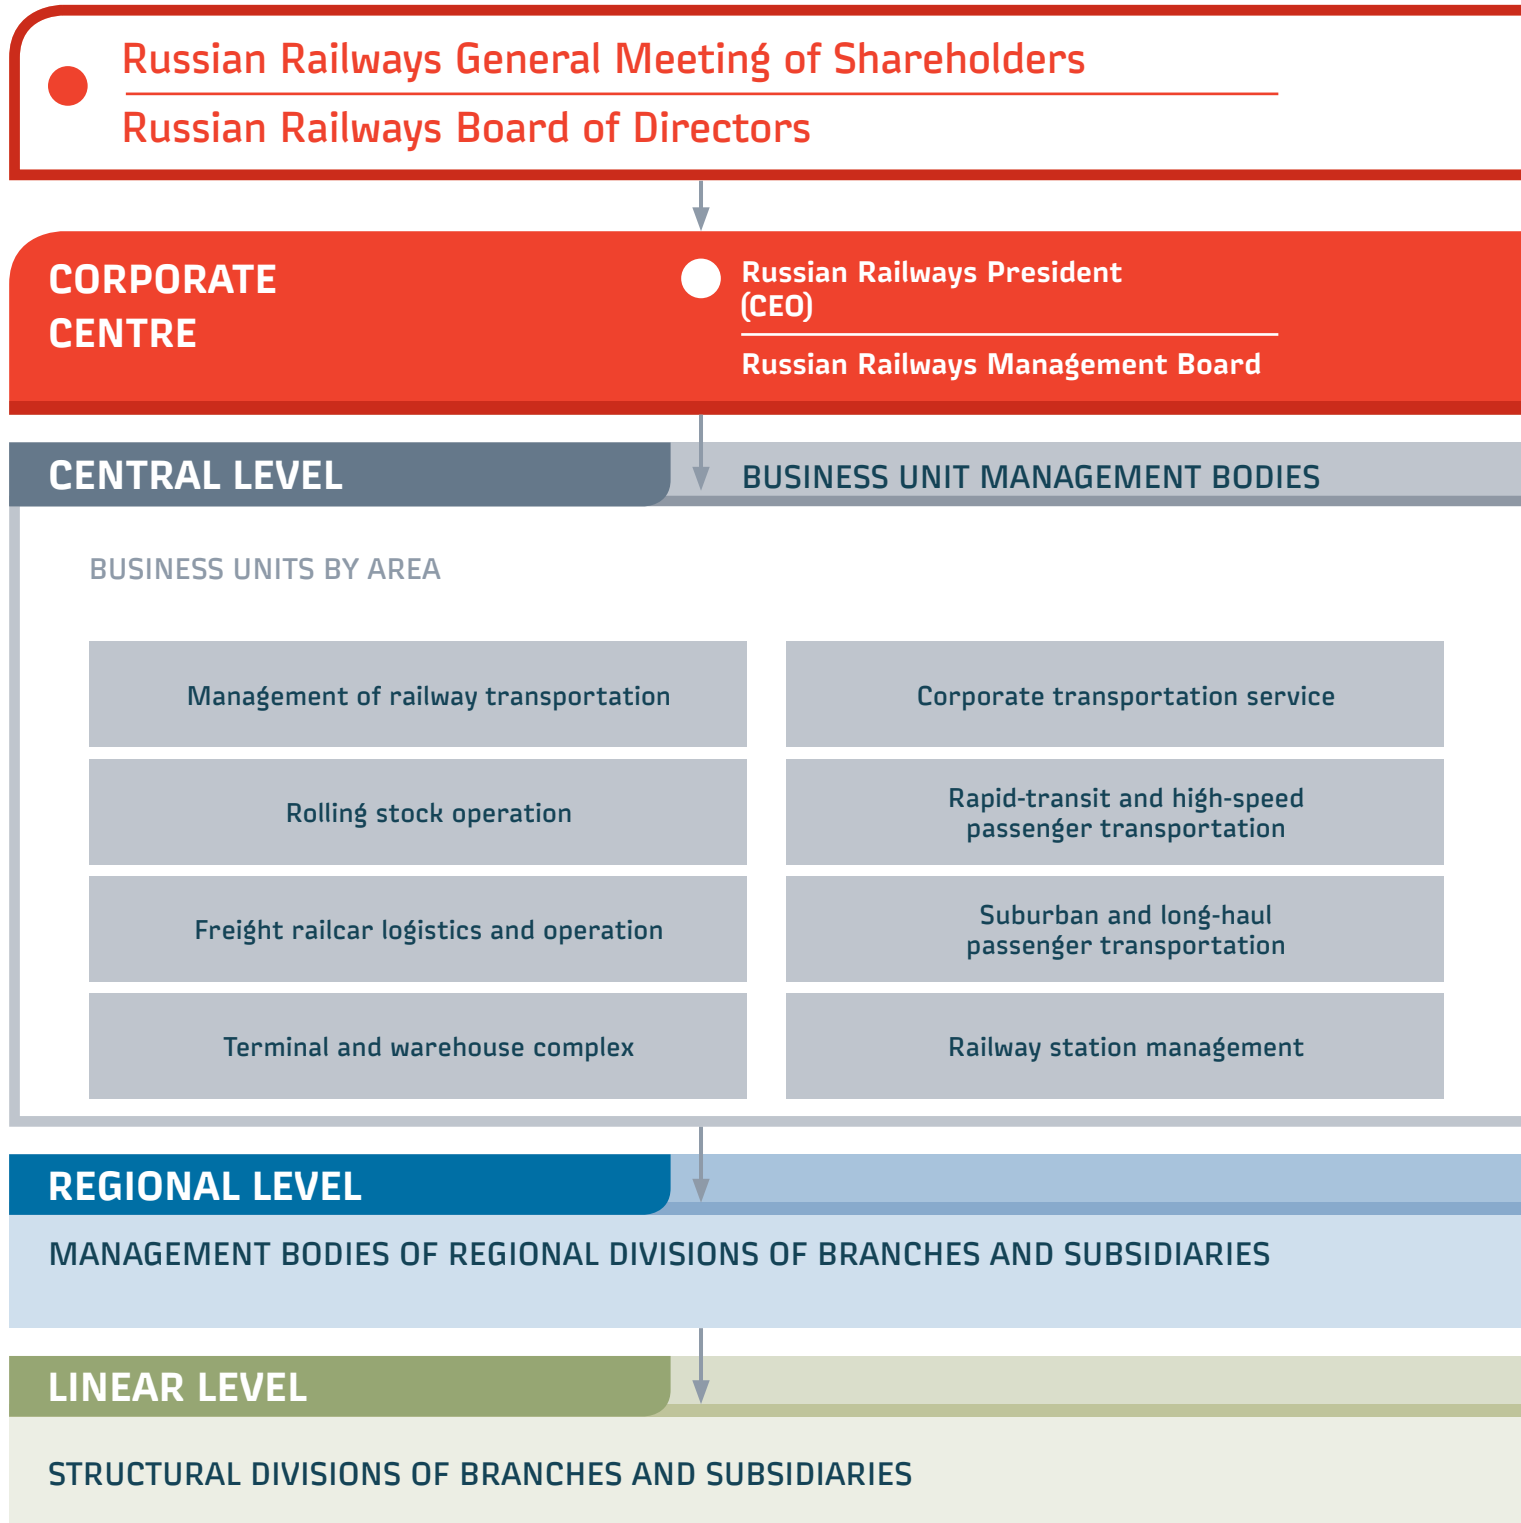 Russian Railways General Meeting of Shareholders
Russian Railways Board of Directors
CORPORATE
CENTRE
Russian Railways President
(CEO)
Russian Railways Management Board
CENTRAL LEVEL
BUSINESS UNIT MANAGEMENT BODIES
BUSINESS UNITS BY AREA
Management of railway transportation
Corporate transportation service
Rolling stock operation
Rapid-transit and high-speed
passenger transportation
Freight railcar logistics and operation
Suburban and long-haul
passenger transportation
Terminal and warehouse complex
Railway station management
REGIONAL LEVEL
MANAGEMENT BODIES OF REGIONAL DIVISIONS OF BRANCHES AND SUBSIDIARIES
LINEAR LEVEL
STRUCTURAL DIVISIONS OF BRANCHES AND SUBSIDIARIES